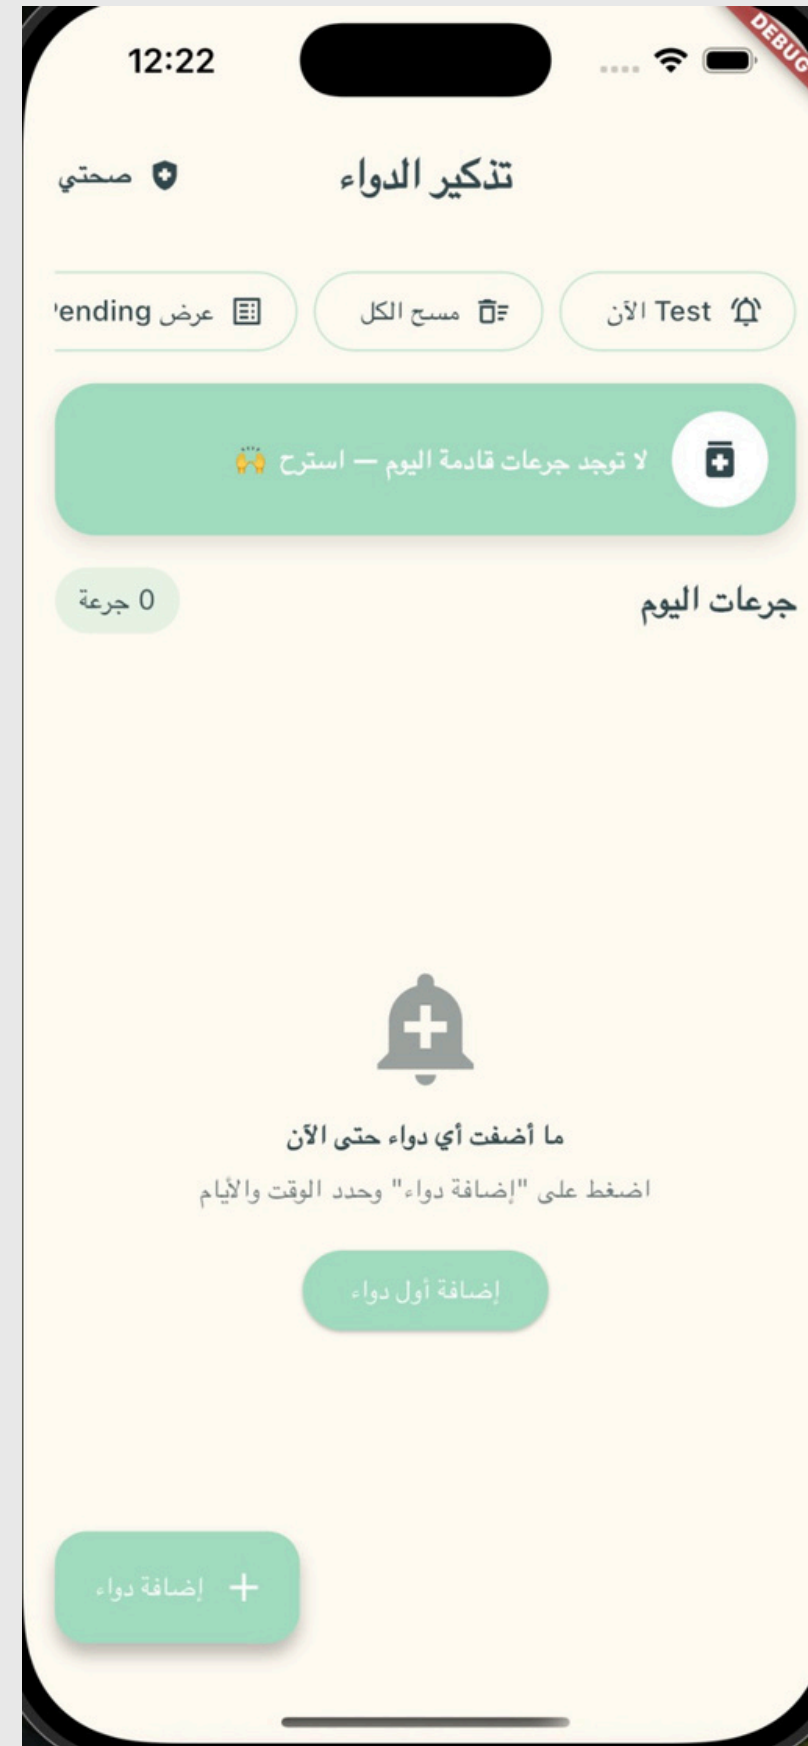 12:22
DEBUG
تذكير الدواء
صحتي
Test الآن
مسح الكل
عرض Pending
لا توجد جرعات قادمة اليوم — استرح 🙌
جرعات اليوم
0 جرعة
ما أضفت أي دواء حتى الآن
اضغط على "إضافة دواء" وحدد الوقت والأيام
إضافة أول دواء
إضافة دواء